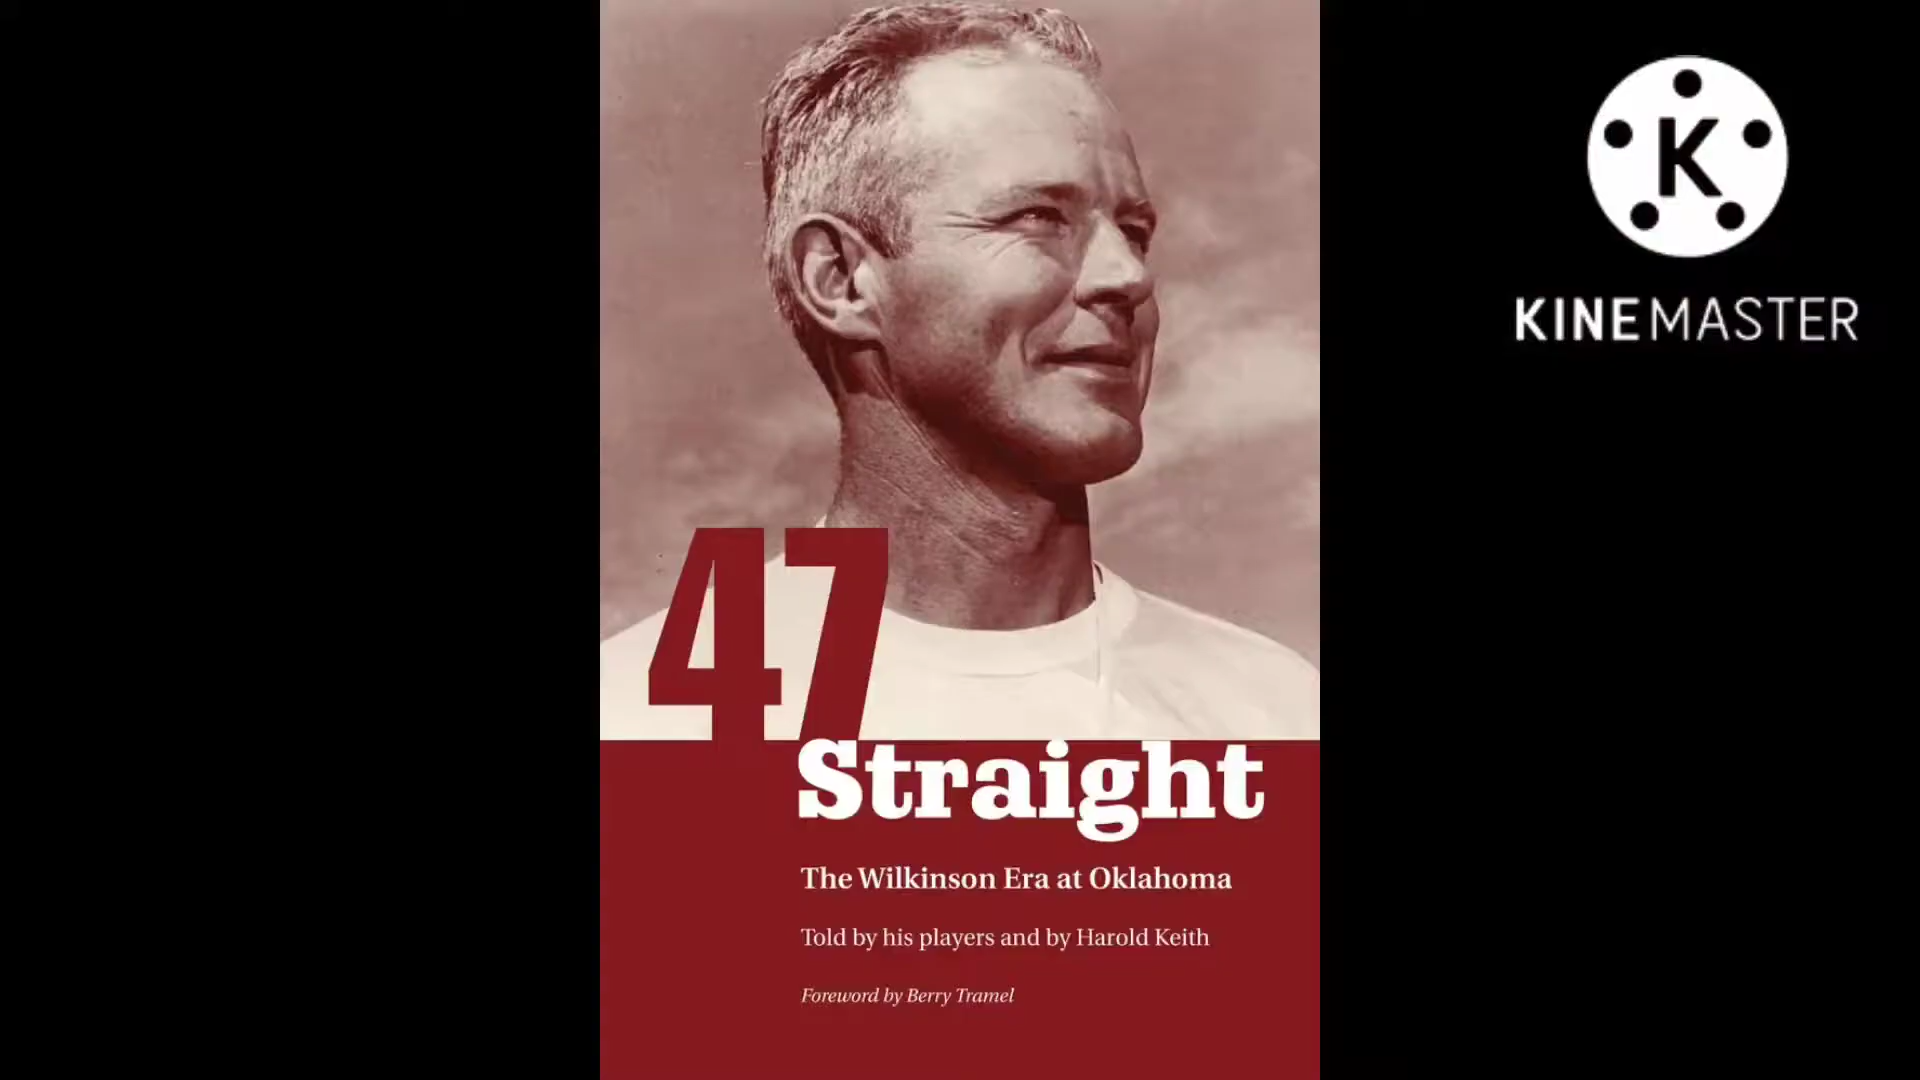 47
Straight
The Wilkinson Era at Oklahoma
Told by his players and by Harold Keith
Foreword by Berry Tramel
K
KINEMASTER